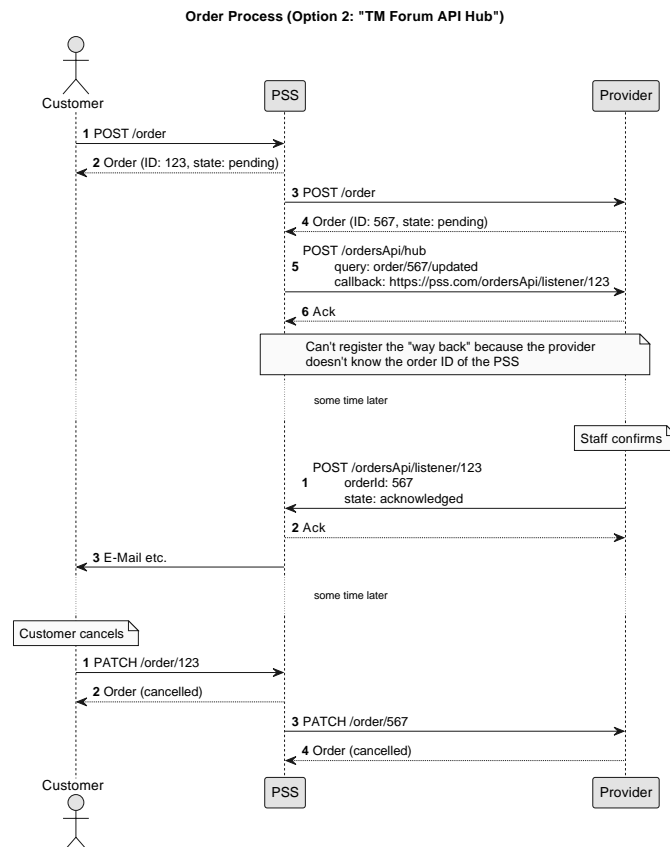 Order Process (Option 2: "TM Forum API Hub")
Customer
PSS
Provider
1 POST /order
2 Order (ID: 123, state: pending)
3 POST /order
4 Order (ID: 567, state: pending)
POST /ordersApi/hub
5 query: order/567/updated
callback: https://pss.com/ordersApi/listener/123
6 Ack
Can't register the "way back" because the provider
doesn't know the order ID of the PSS
some time later
Staff confirms
POST /ordersApi/listener/123
1 orderId: 567
state: acknowledged
2 Ack
3 E-Mail etc.
some time later
Customer cancels
1 PATCH /order/123
2 Order (cancelled)
3 PATCH /order/567
4 Order (cancelled)
Customer
PSS
Provider